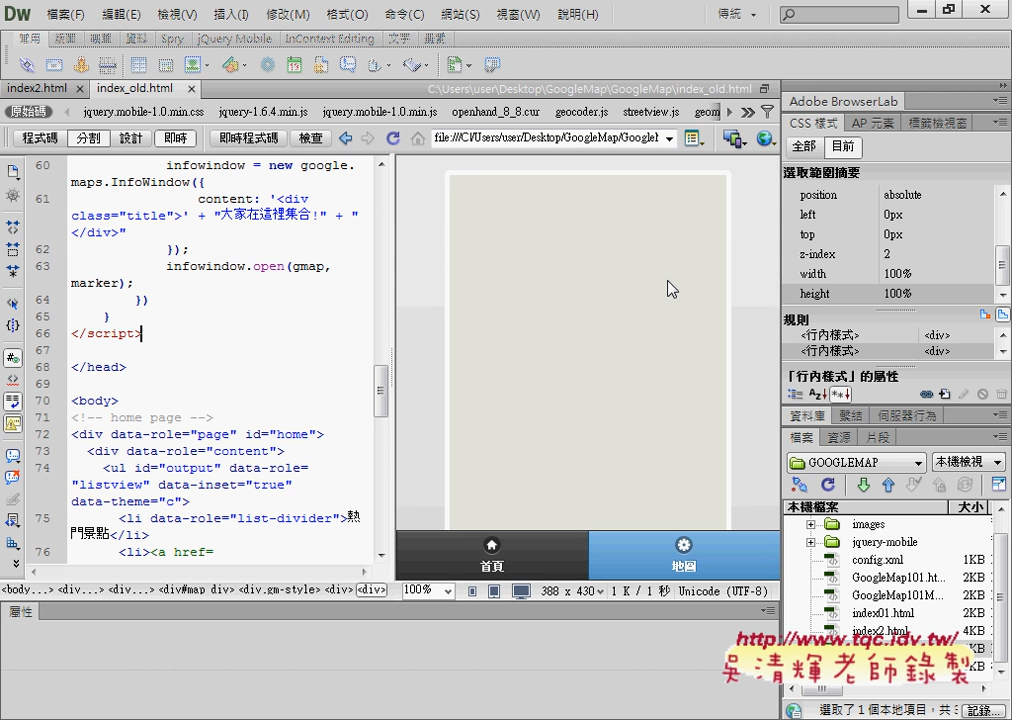 Dw 檔案(F) 編輯(E) 檢視(V) 插入(I) 修改(M) 格式(O) 命令(C) 網站(S) 視窗(W) 說明(H) 傳統
常用 版面 表單 資料 Spry jQuery Mobile InContext Editing 文字 我的最愛
index2.html index_old.html C:\Users\user\Desktop\GoogleMap\GoogleMap\index_old.html
原始碼 jquery.mobile-1.0.min.css jquery-1.6.4.min.js jquery.mobile-1.0.min.js openhand_8_8.cur geocoder.js streetview.js geom
程式碼 分割 設計 即時 即時程式碼 檢查 file:///C|/Users/user/Desktop/GoogleMap/Googlel
60 infowindow = new google.
maps.InfoWindow({
61 content: '<div
class="title">' + "大家在這裡集合!" + "
</div>"
62 });
63 infowindow.open(gmap,
marker);
64 })
65 }
66 </script>
67
68 </head>
69
70 <body>
71 <!-- home page -->
72 <div data-role="page" id="home">
73 <div data-role="content">
74 <ul id="output" data-role=
"listview" data-inset="true"
data-theme="c">
75 <li data-role="list-divider">熱
門景點</li>
76 <li><a href=
首頁 地圖
<body...> <div...> <div...> <div#map_div> <div.gm-style> <div> <div> 100% 388 x 430 1 K / 1 秒 Unicode (UTF-8)
屬性
Adobe BrowserLab
CSS 樣式 AP 元素 標籤檢視窗
全部 目前
選取範圍摘要
position absolute
left 0px
top 0px
z-index 2
width 100%
height 100%
規則
<行內樣式> <div>
<行內樣式> <div>
「行內樣式」的屬性
資料庫 繫結 伺服器行為
檔案 資源 片段
GOOGLEMAP 本機檢視
本機檔案 大小
images
jquery-mobile
config.xml 1KB
GoogleMap101.ht... 2KB
GoogleMap101M... 2KB
index01.html 2KB
index2.html 4KB
KB
KB
http://www.tqc.idv.tw/
吳清輝老師錄製
選取了 1 個本地項目，共 3 記錄...